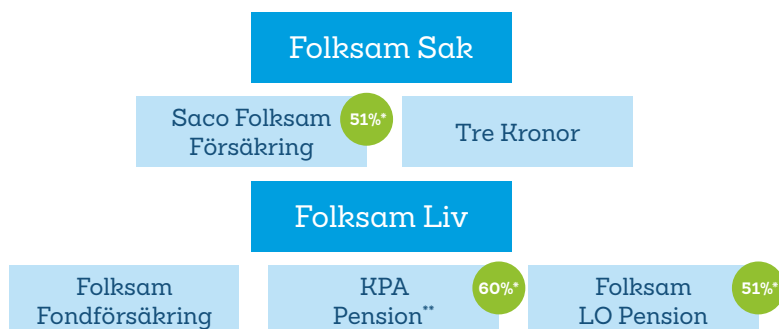 Folksam Sak
Saco Folksam
Försäkring
51%*
Tre Kronor
Folksam Liv
Folksam
Fondförsäkring
KPA
Pension**
60%*
Folksam
LO Pension
51%*